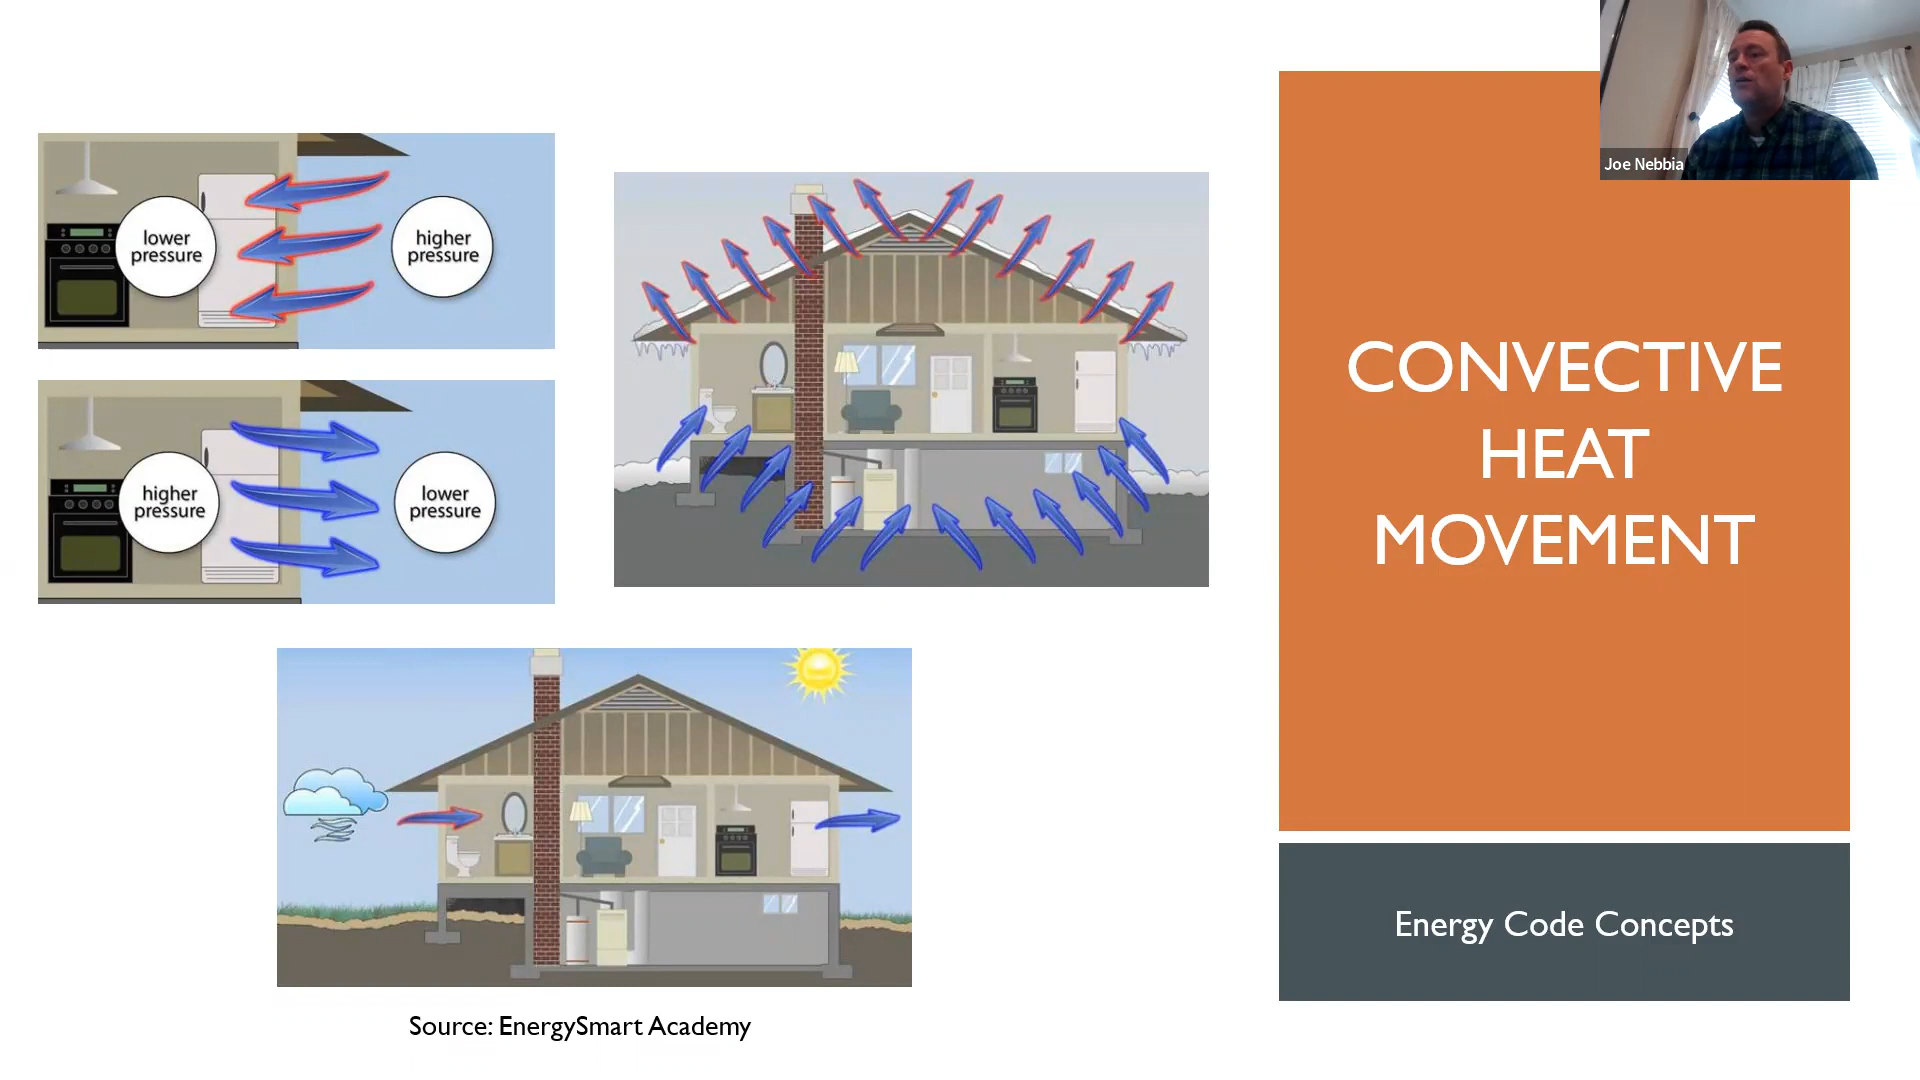 Joe Nebbia
lower
pressure
higher
pressure
higher
pressure
lower
pressure
CONVECTIVE
HEAT
MOVEMENT
Energy Code Concepts
Source: EnergySmart Academy